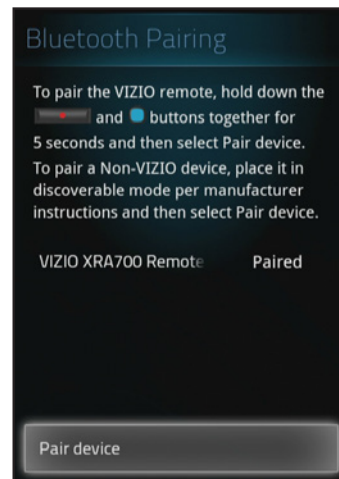 Bluetooth Pairing
To pair the VIZIO remote, hold down the
and buttons together for
5 seconds and then select Pair device.
To pair a Non-VIZIO device, place it in
discoverable mode per manufacturer
instructions and then select Pair device.
VIZIO XRA700 Remote Paired
Pair device